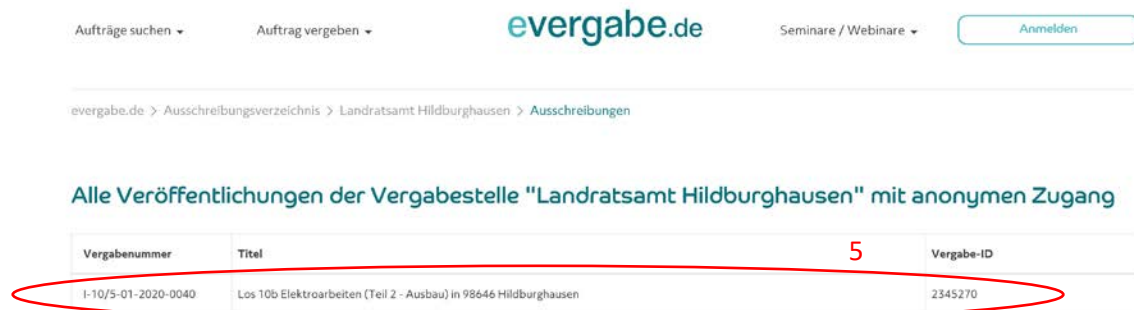 Aufträge suchen
Auftrag vergeben
evergabe.de
Seminare / Webinare
Anmelden
evergabe.de > Ausschreibungsverzeichnis > Landratsamt Hildburghausen > Ausschreibungen
Alle Veröffentlichungen der Vergabestelle "Landratsamt Hildburghausen" mit anonymen Zugang
Vergabenummer Titel 5 Vergabe-ID
I-10/5-01-2020-0040 Los 10b Elektroarbeiten (Teil 2 - Ausbau) in 98646 Hildburghausen 2345270